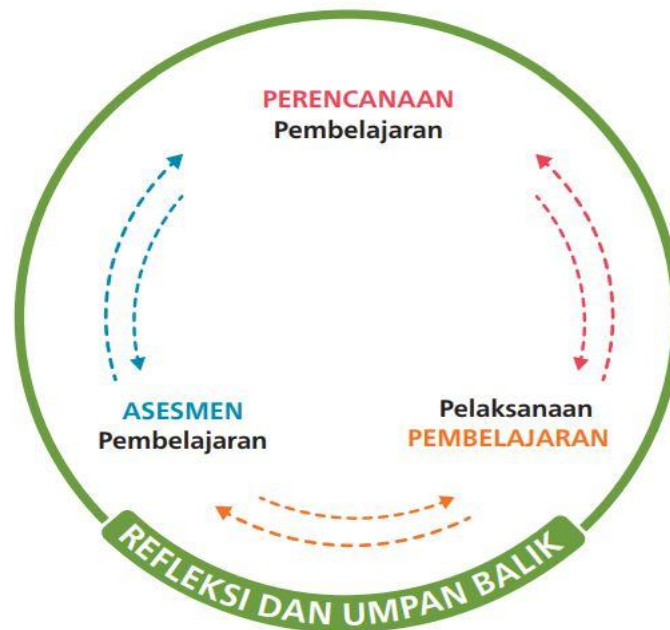 PERENCANAAN
Pembelajaran
ASESMEN
Pembelajaran
Pelaksanaan
PEMBELAJARAN
REFLEKSI DAN UMPAN BALIK